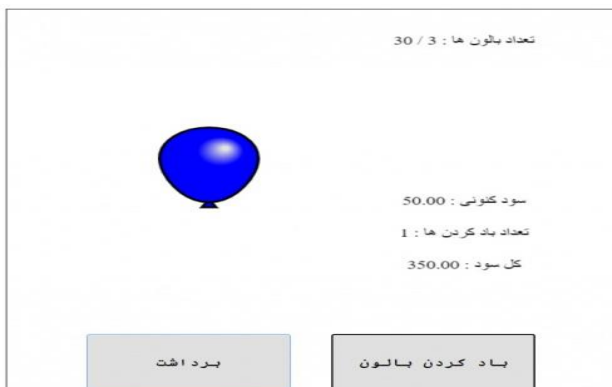 تعداد بالون ها : 3 / 30
سود کنونی : 50.00
تعداد باد کردن ها : 1
کل سود : 350.00
باد کردن بالون
برداشت